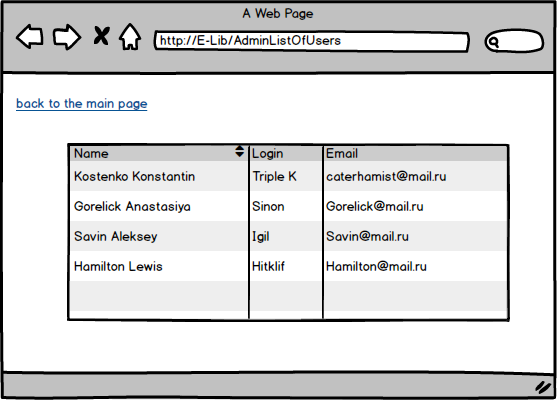 A Web Page
http://E-Lib/AdminListOfUsers
back to the main page
Name Login Email
Kostenko Konstantin Triple K caterhamist@mail.ru
Gorelick Anastasiya Sinon Gorelick@mail.ru
Savin Aleksey Igil Savin@mail.ru
Hamilton Lewis Hitklif Hamilton@mail.ru